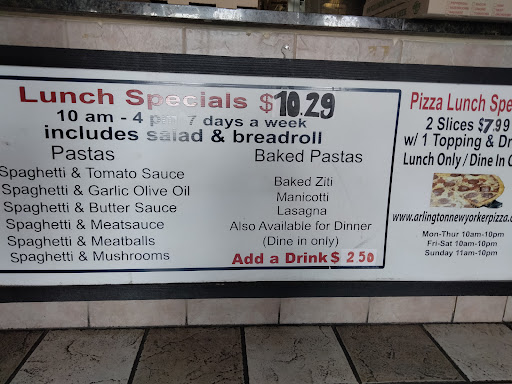 Lunch Specials $10.29
10 am - 4 pm 7 days a week
includes salad & breadroll
Pastas
Spaghetti & Tomato Sauce
Spaghetti & Garlic Olive Oil
Spaghetti & Butter Sauce
Spaghetti & Meatsauce
Spaghetti & Meatballs
Spaghetti & Mushrooms
Baked Pastas
Baked Ziti
Manicotti
Lasagna
Also Available for Dinner
(Dine in only)
Add a Drink $ 2 50
Pizza Lunch Spe
2 Slices $7.99
w/ 1 Topping & Dr
Lunch Only / Dine In O
www.arlingtonnewyorkerpizza.c
Mon-Thur 10am-10pm
Fri-Sat 10am-10pm
Sunday 11am-10pm